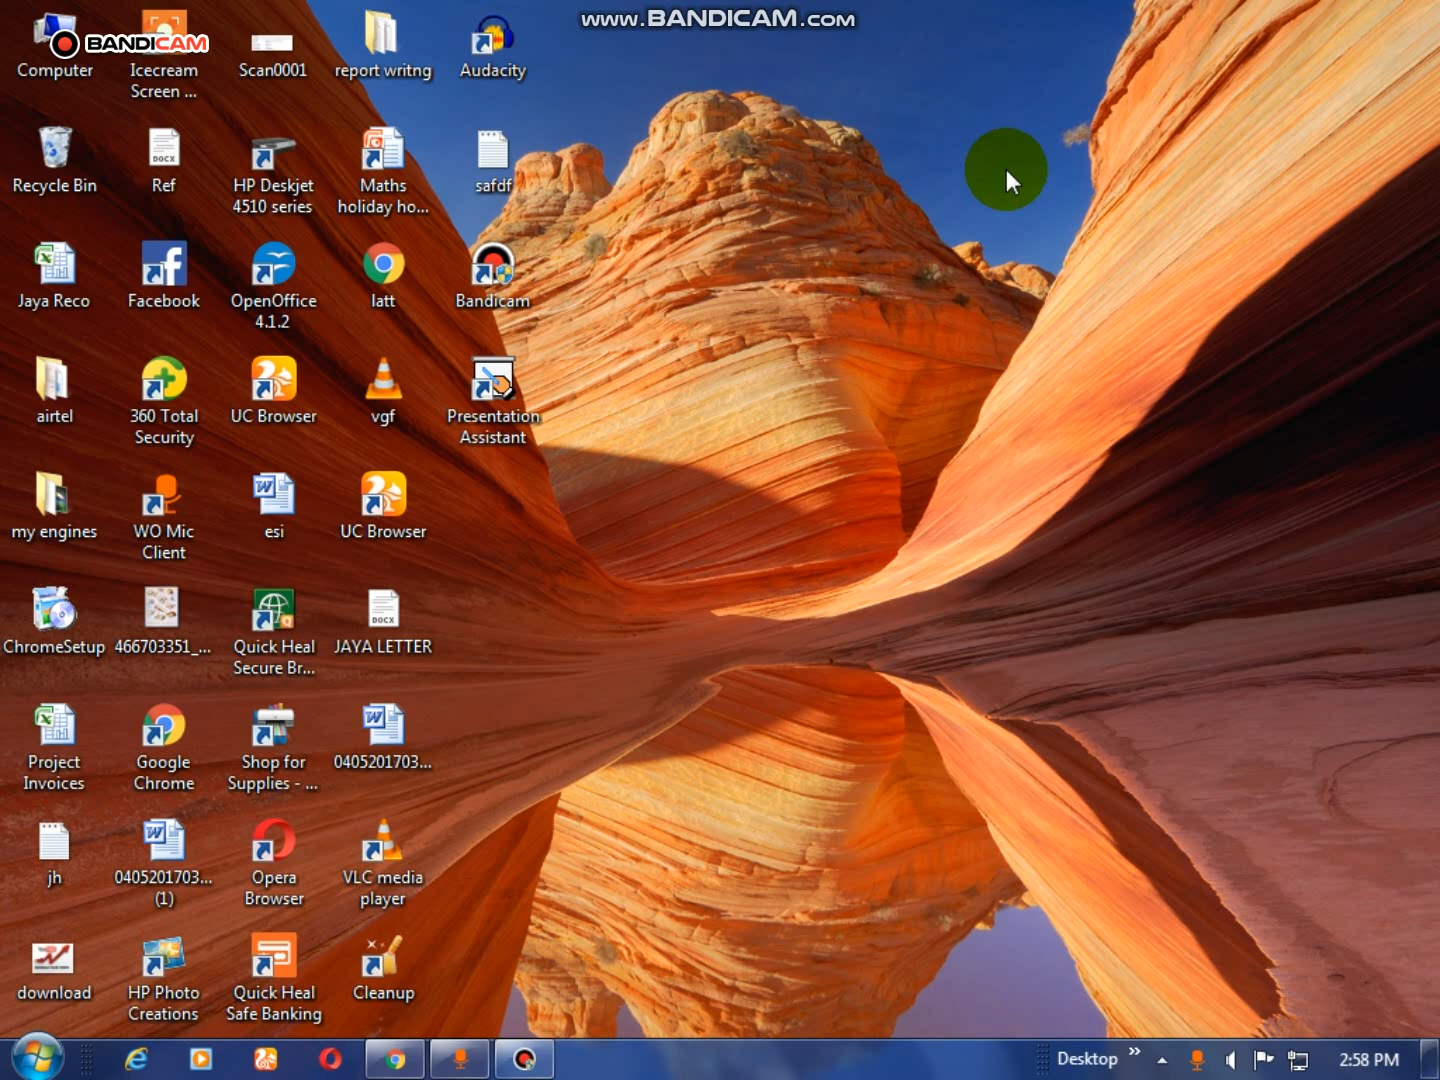 www.BANDICAM.com
BANDICAM
Computer
Icecream
Screen ...
Scan0001
report writng
Audacity
Recycle Bin
DOCX
Ref
HP Deskjet
4510 series
Maths
holiday ho...
safdf
Jaya Reco
Facebook
OpenOffice
4.1.2
latt
Bandicam
airtel
360 Total
Security
UC Browser
vgf
Presentation
Assistant
my engines
WO Mic
Client
esi
UC Browser
ChromeSetup
466703351_...
Quick Heal
Secure Br...
DOCX
JAYA LETTER
Project
Invoices
Google
Chrome
Shop for
Supplies - ...
0405201703...
jh
0405201703...
(1)
Opera
Browser
VLC media
player
download
HP Photo
Creations
Quick Heal
Safe Banking
Cleanup
Desktop
2:58 PM